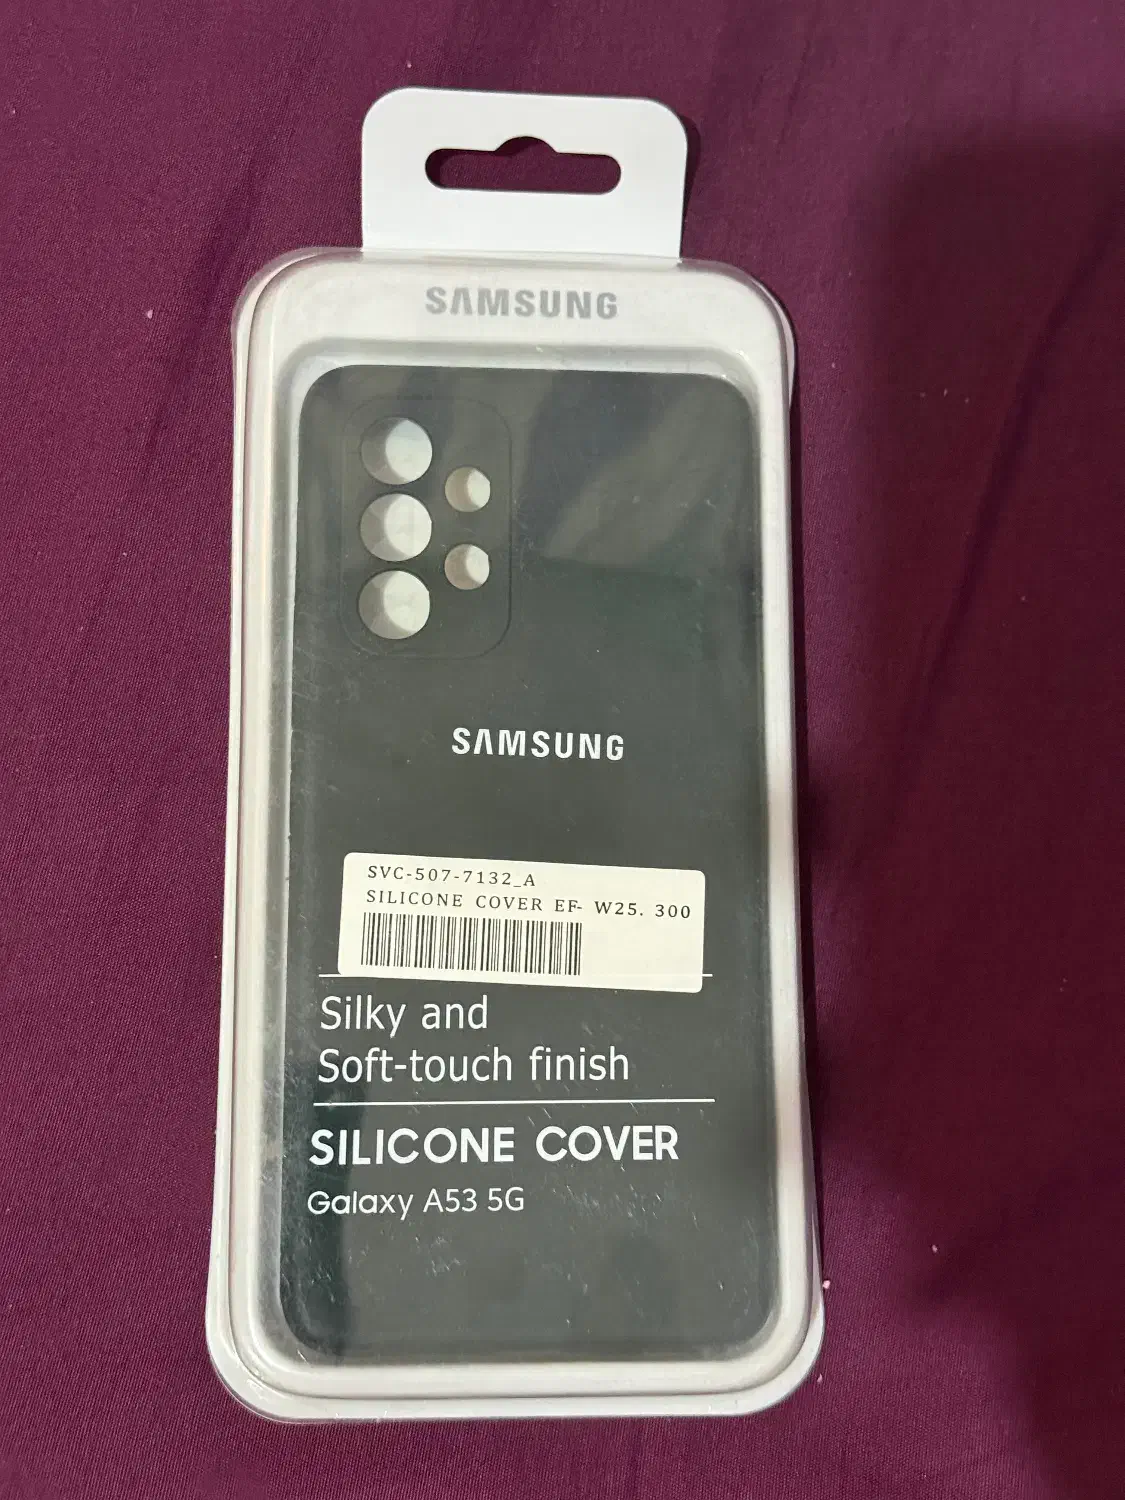 SAMSUNG
SAMSUNG
SVC-507-7132_A
SILICONE COVER EF- W25. 300
Silky and
Soft-touch finish
SILICONE COVER
Galaxy A53 5G